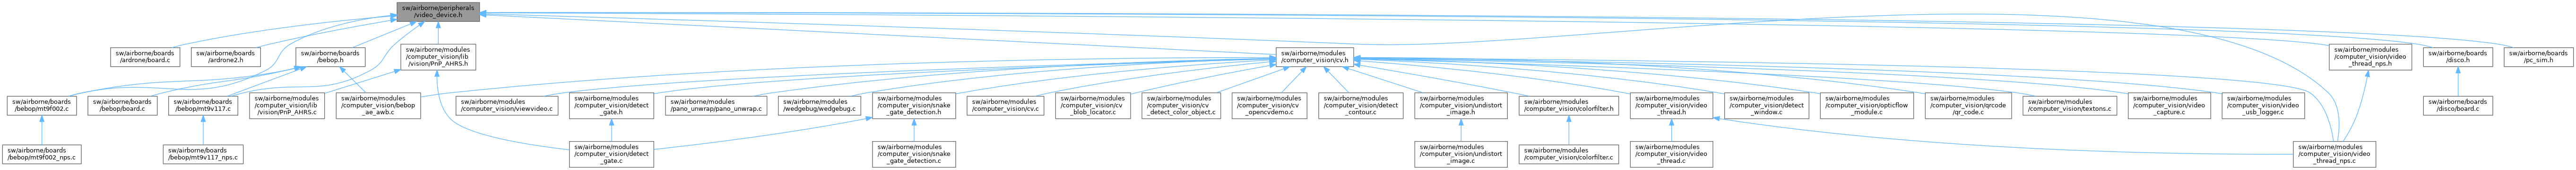 sw/airborne/peripherals
/video_device.h
sw/airborne/boards
/ardrone/board.c
sw/airborne/boards
/ardrone2.h
sw/airborne/boards
/bebop.h
sw/airborne/modules
/computer_vision/lib
/vision/PnP_AHRS.h
sw/airborne/modules
/computer_vision/cv.h
sw/airborne/modules
/computer_vision/video
_thread_nps.h
sw/airborne/boards
/disco.h
sw/airborne/boards
/pc_sim.h
sw/airborne/boards
/bebop/mt9f002.c
sw/airborne/boards
/bebop/board.c
sw/airborne/boards
/bebop/mt9v117.c
sw/airborne/modules
/computer_vision/lib
/vision/PnP_AHRS.c
sw/airborne/modules
/computer_vision/bebop
_ae_awb.c
sw/airborne/modules
/computer_vision/viewvideo.c
sw/airborne/modules
/computer_vision/detect
_gate.h
sw/airborne/modules
/pano_unwrap/pano_unwrap.c
sw/airborne/modules
/wedgebug/wedgebug.c
sw/airborne/modules
/computer_vision/snake
_gate_detection.h
sw/airborne/modules
/computer_vision/cv.c
sw/airborne/modules
/computer_vision/cv
_blob_locator.c
sw/airborne/modules
/computer_vision/cv
_detect_color_object.c
sw/airborne/modules
/computer_vision/cv
_opencvdemo.c
sw/airborne/modules
/computer_vision/detect
_contour.c
sw/airborne/modules
/computer_vision/undistort
_image.h
sw/airborne/modules
/computer_vision/colorfilter.h
sw/airborne/modules
/computer_vision/video
_thread.h
sw/airborne/modules
/computer_vision/detect
_window.c
sw/airborne/modules
/computer_vision/opticflow
_module.c
sw/airborne/modules
/computer_vision/qrcode
/qr_code.c
sw/airborne/modules
/computer_vision/textons.c
sw/airborne/modules
/computer_vision/video
_capture.c
sw/airborne/modules
/computer_vision/video
_usb_logger.c
sw/airborne/boards
/disco/board.c
sw/airborne/boards
/bebop/mt9f002_nps.c
sw/airborne/boards
/bebop/mt9v117_nps.c
sw/airborne/modules
/computer_vision/detect
_gate.c
sw/airborne/modules
/computer_vision/snake
_gate_detection.c
sw/airborne/modules
/computer_vision/undistort
_image.c
sw/airborne/modules
/computer_vision/colorfilter.c
sw/airborne/modules
/computer_vision/video
_thread.c
sw/airborne/modules
/computer_vision/video
_thread_nps.c